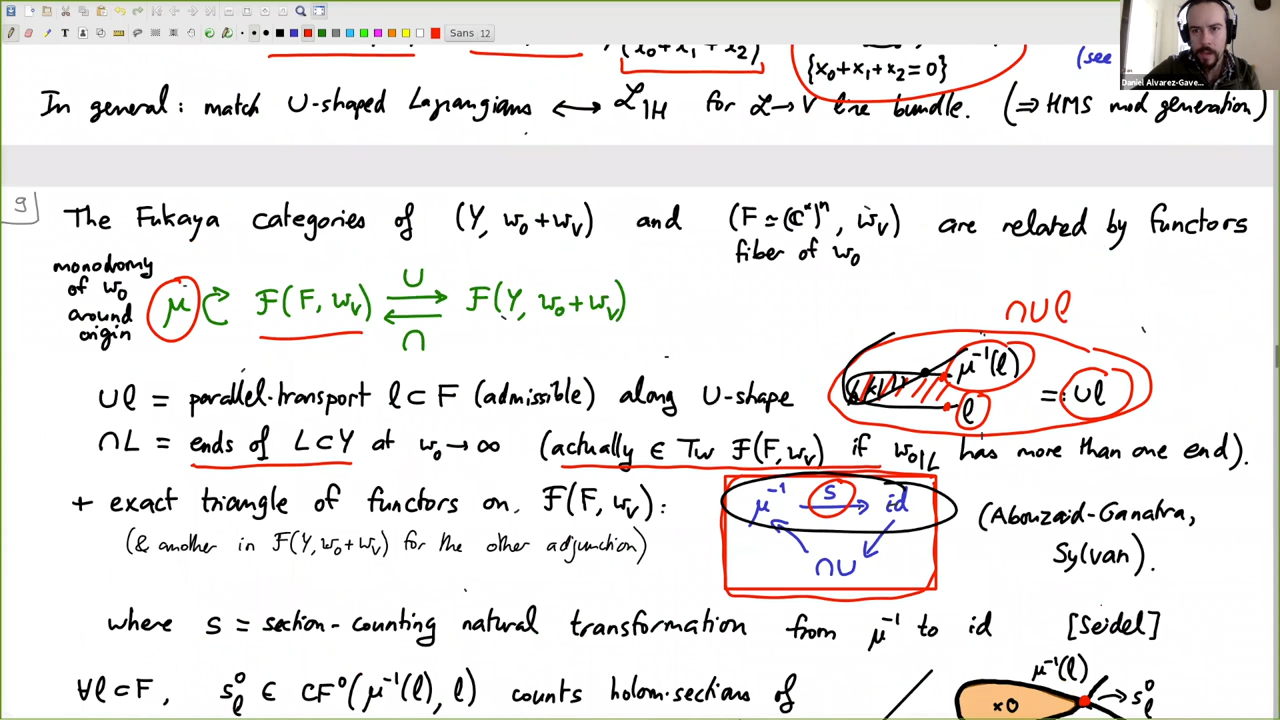 Sans 12
Daniel Alvarez-Gave...
(x₀+x₁+x₂)
{x₀+x₁+x₂=0}
(see
In general: match U-shaped Lagrangians ⟷ 𝓛|H for 𝓛→V line bundle. (⇒ HMS mod generation)
9
The Fukaya categories of (Y, w₀+w_V) and (F ≃ (ℂ*)ⁿ, w_V) are related by functors
fiber of w₀
monodromy of w₀ around origin
μ F(F, w_V) ∪ ⟶ ⟵ ∩ F(Y, w₀+w_V)
∩∪ℓ
∪ℓ = parallel-transport ℓ⊂F (admissible) along U-shape
μ⁻¹(ℓ)
ℓ
= ∪ℓ
∩L = ends of L⊂Y at w₀→∞ (actually ∈ Tw F(F,w_V) if w₀|L has more than one end).
+ exact triangle of functors on F(F, w_V):
μ⁻¹ s ⟶ id
∩∪
(Abouzaid-Ganatra, Sylvan).
(& another in F(Y,w₀+w_V) for the other adjunction)
where s = section-counting natural transformation from μ⁻¹ to id [Seidel]
∀ℓ⊂F, s⁰_ℓ ∈ CF⁰(μ⁻¹(ℓ), ℓ) counts holom. sections of
μ⁻¹(ℓ)
×0
→ s⁰_ℓ